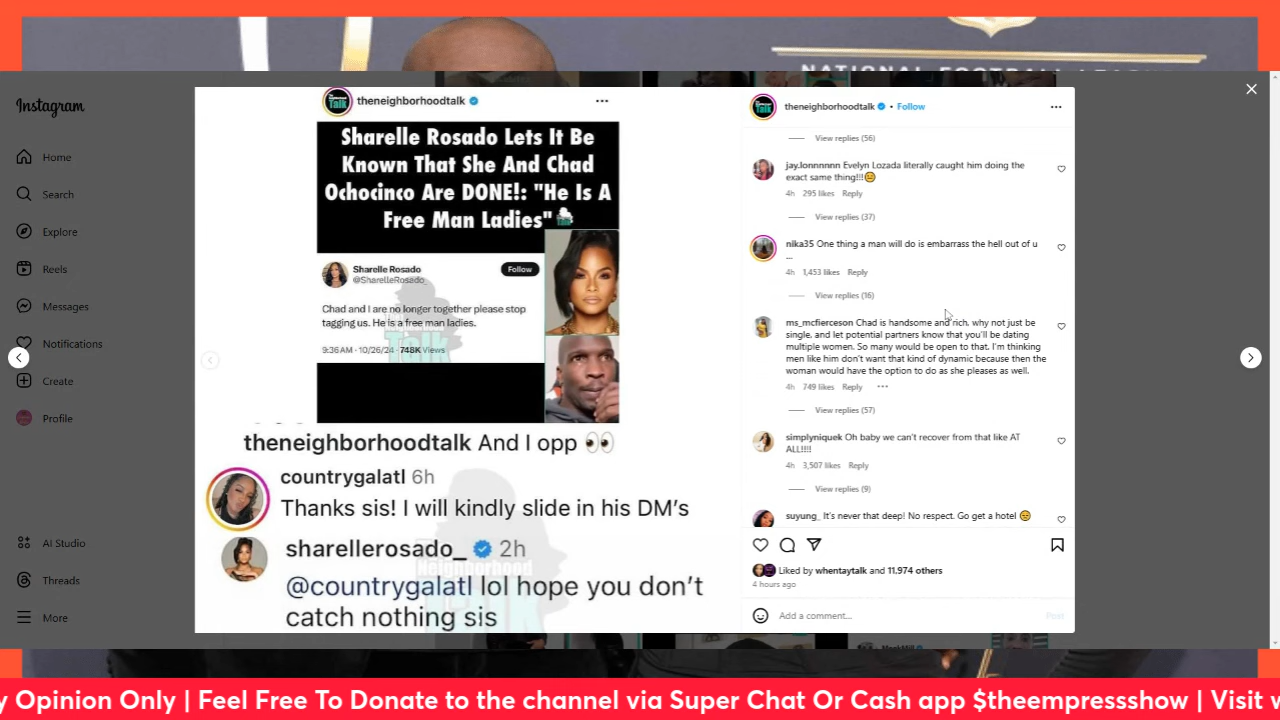 NATIONAL FOOTBALL LEAGUE
Instagram
Home
Search
Explore
Reels
Messages
Notifications
Create
Profile
AI Studio
Threads
More
theneighborhoodtalk
Talk
Sharelle Rosado Lets It Be
Known That She And Chad
Ochocinco Are DONE!: "He Is A
Free Man Ladies"
Sharelle Rosado
@SharelleRosado_
Follow
Chad and I are no longer together please stop
tagging us. He is a free man ladies.
9:36 AM · 10/26/24 · 748K Views
theneighborhoodtalk And I opp 👀
countrygalatl 6h
Thanks sis! I will kindly slide in his DM’s
sharellerosado_ 2h
@countrygalatl lol hope you don’t
catch nothing sis
Neighborhood
Talk
theneighborhoodtalk • Follow
View replies (56)
jay.lonnnnnn Evelyn Lozada literally caught him doing the
exact same thing!!!😑
4h 295 likes Reply
View replies (37)
nika35 One thing a man will do is embarrass the hell out of u
...
4h 1,453 likes Reply
View replies (16)
ms_mcfierceson Chad is handsome and rich. why not just be
single. and let potential partners know that you'll be dating
multiple women. So many would be open to that. I'm thinking
men like him don't want that kind of dynamic because then the
woman would have the option to do as she pleases as well.
4h 749 likes Reply
View replies (57)
simplyniquek Oh baby we can't recover from that like AT
ALL!!!!
4h 3,507 likes Reply
View replies (9)
suyung_ It's never that deep! No respect. Go get a hotel 😑
Liked by whentaytalk and 11,974 others
4 hours ago
Add a comment...
Post
y Opinion Only | Feel Free To Donate to the channel via Super Chat Or Cash app $theempressshow | Visit w